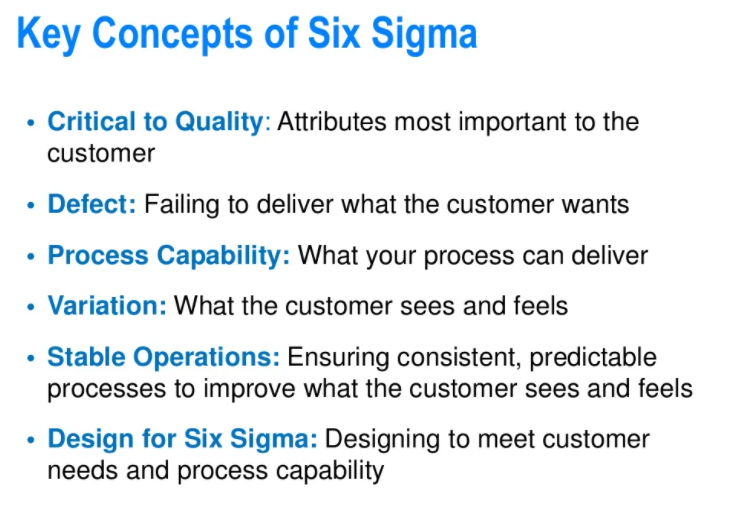 Key Concepts of Six Sigma
• Critical to Quality: Attributes most important to the
customer
• Defect: Failing to deliver what the customer wants
• Process Capability: What your process can deliver
• Variation: What the customer sees and feels
• Stable Operations: Ensuring consistent, predictable
processes to improve what the customer sees and feels
• Design for Six Sigma: Designing to meet customer
needs and process capability